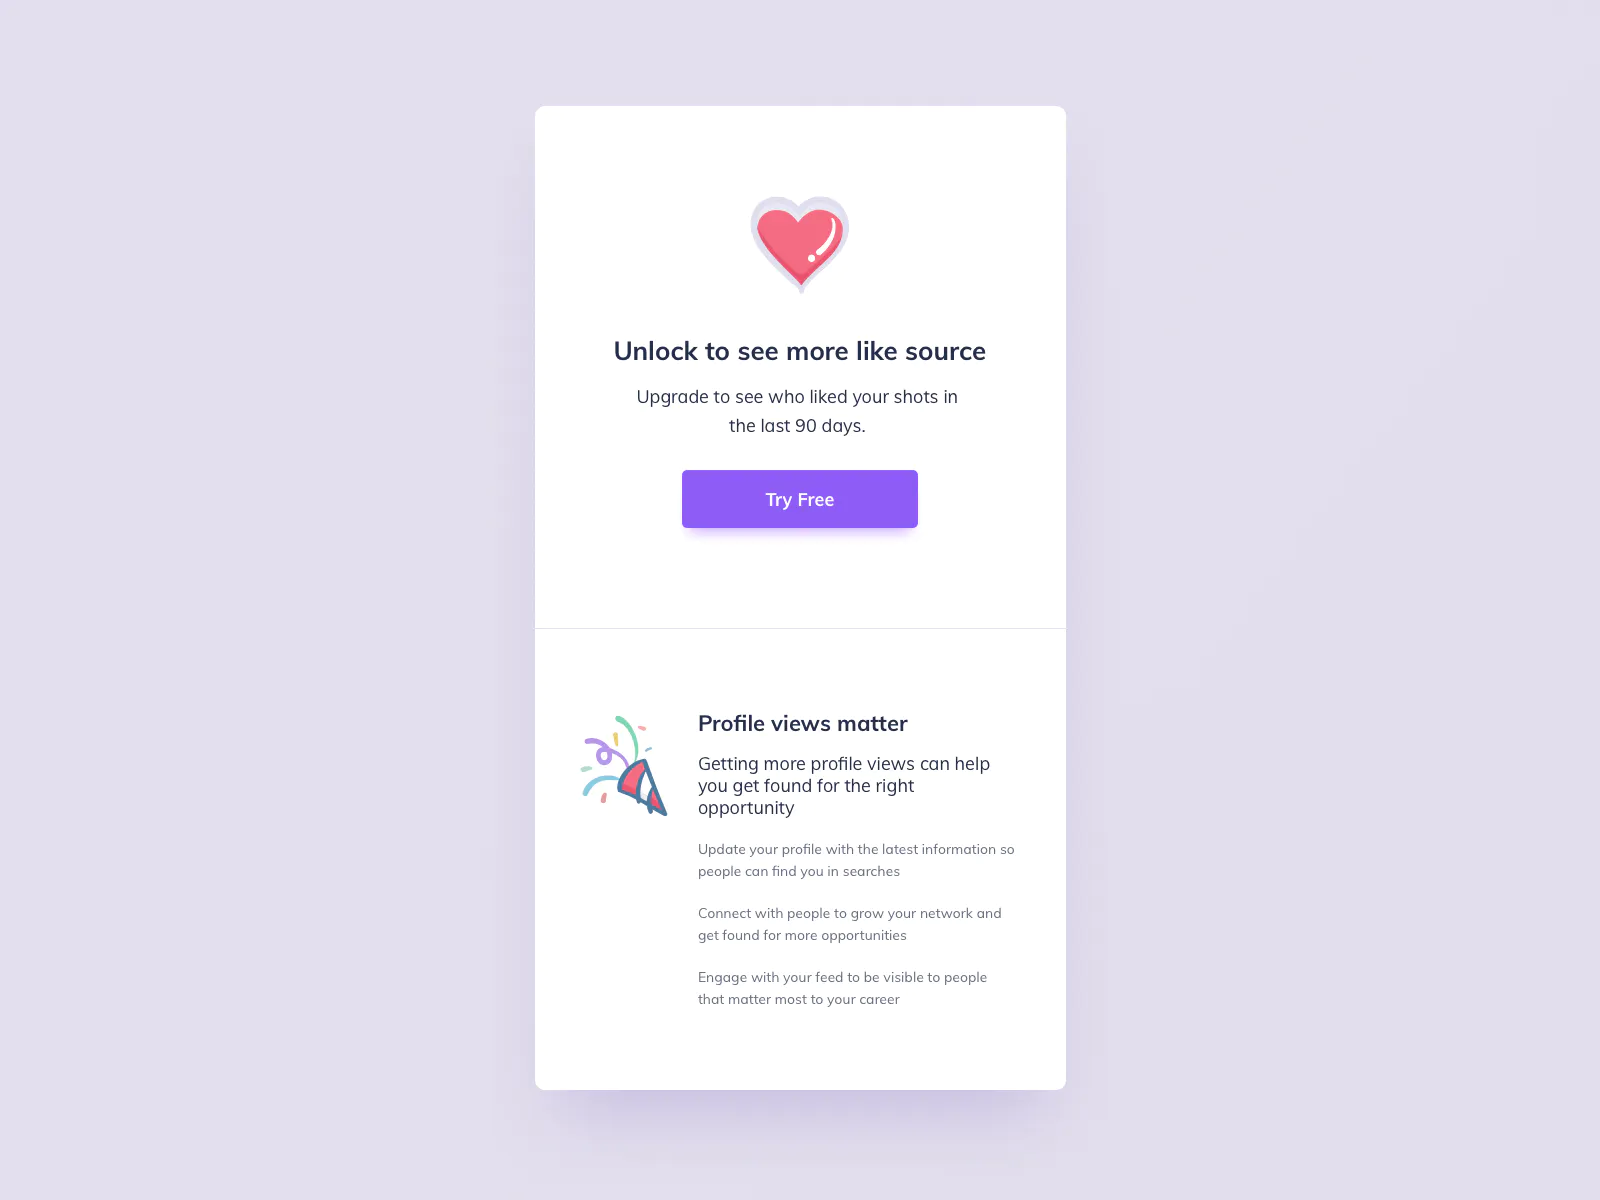 Unlock to see more like source
Upgrade to see who liked your shots in
the last 90 days.
Try Free
Profile views matter
Getting more profile views can help
you get found for the right
opportunity
Update your profile with the latest information so
people can find you in searches
Connect with people to grow your network and
get found for more opportunities
Engage with your feed to be visible to people
that matter most to your career